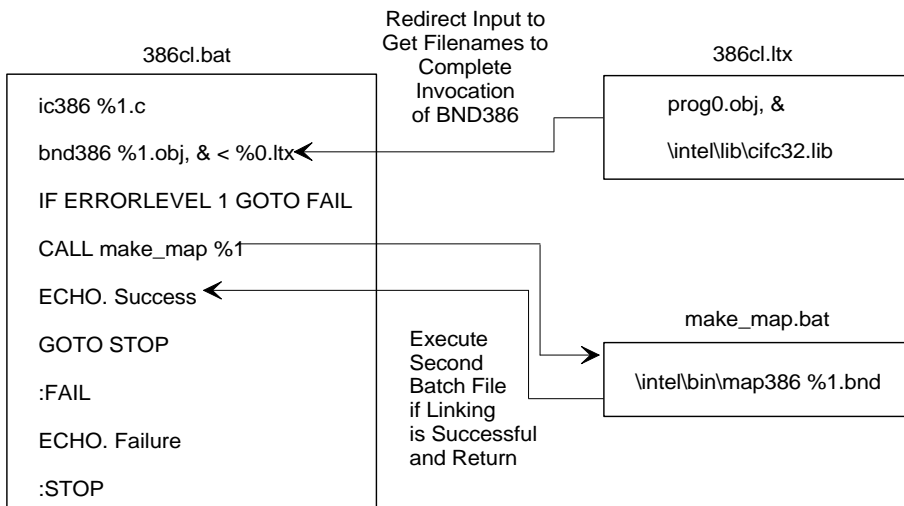 Redirect Input to
Get Filenames to
Complete
Invocation
of BND386
386cl.bat
ic386 %1.c
bnd386 %1.obj, & < %0.ltx
IF ERRORLEVEL 1 GOTO FAIL
CALL make_map %1
ECHO. Success
GOTO STOP
:FAIL
ECHO. Failure
:STOP
386cl.ltx
prog0.obj, &
\intel\lib\cifc32.lib
Execute
Second
Batch File
if Linking
is Successful
and Return
make_map.bat
\intel\bin\map386 %1.bnd